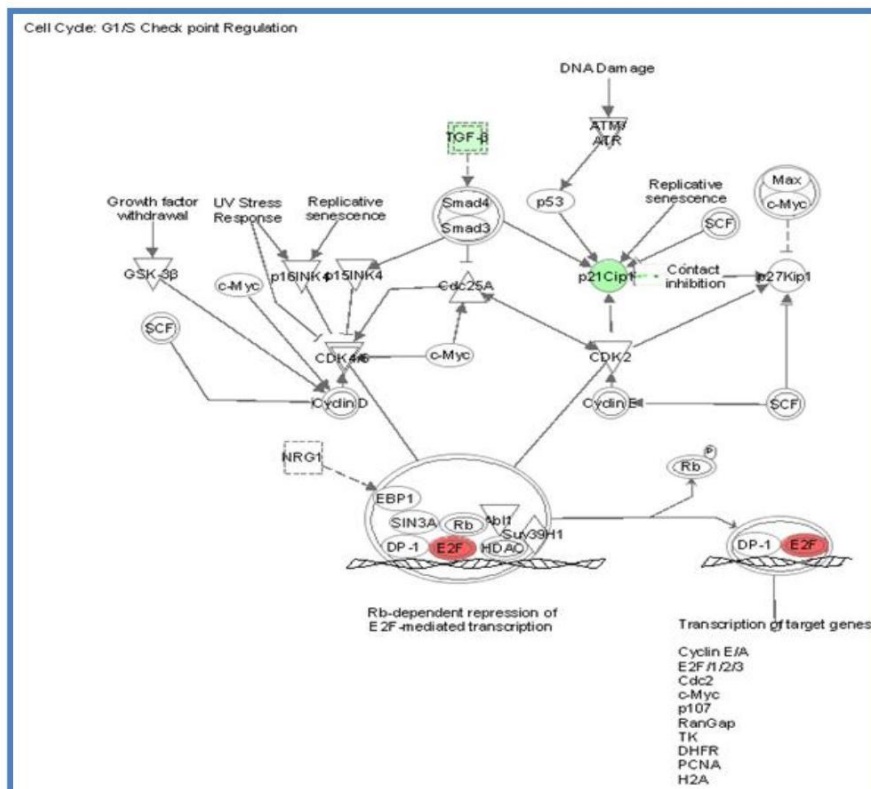 Cell Cycle: G1/S Check point Regulation
DNA Damage
ATM/
ATR
TGF-β
Smad4
Smad3
p53
Replicative
senescence
SCF
Max
c-Myc
Growth factor
withdrawal
UV Stress
Response
Replicative
senescence
GSK-3β
p16INK4
p15INK4
c-Myc
Cdc25A
p21Cip1
Contact
inhibition
p27Kip1
SCF
CDK4/6
c-Myc
CDK2
Cyclin D
Cyclin E
SCF
NRG1
EBP1
SIN3A
Rb
Abl1
Suv39H1
DP-1
E2F
HDAC
P
Rb
DP-1
E2F
Rb-dependent repression of
E2F-mediated transcription
Transcription of target genes
Cyclin E/A
E2F/1/2/3
Cdc2
c-Myc
p107
RanGap
TK
DHFR
PCNA
H2A